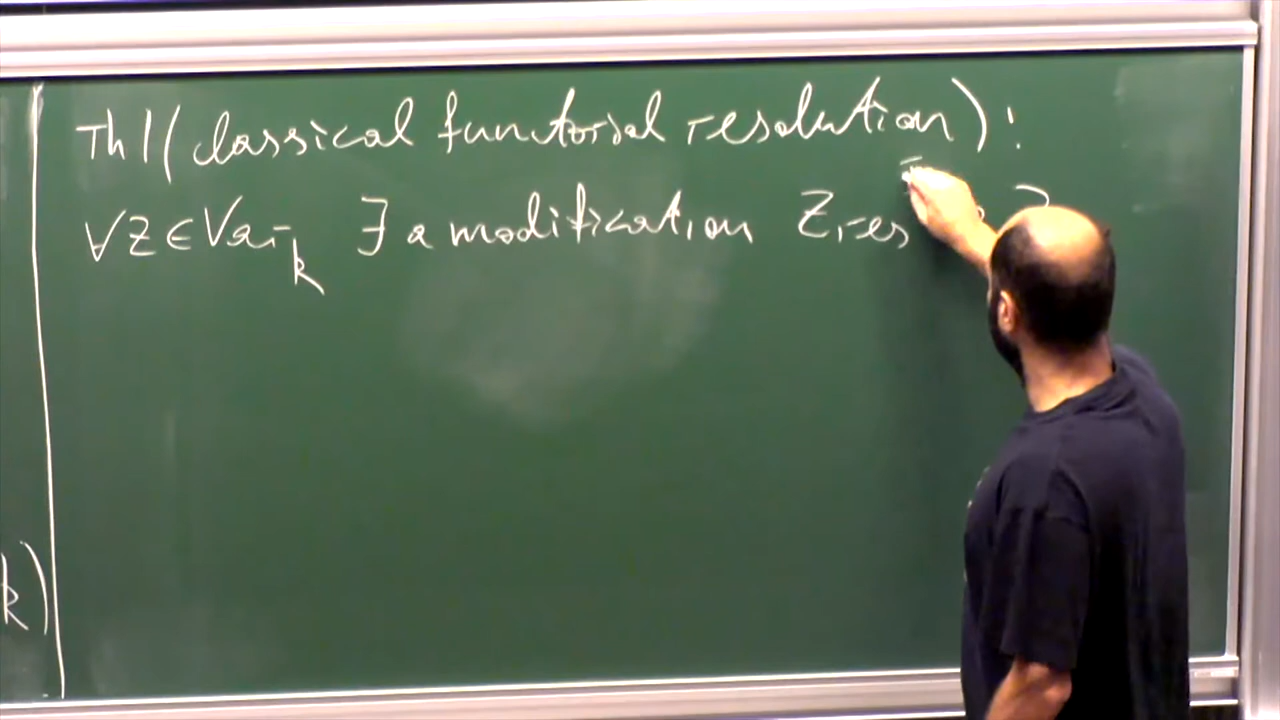 Th1 (classical functorial resolution):
∀Z∈Var_k ∃ a modification Z_res
k)